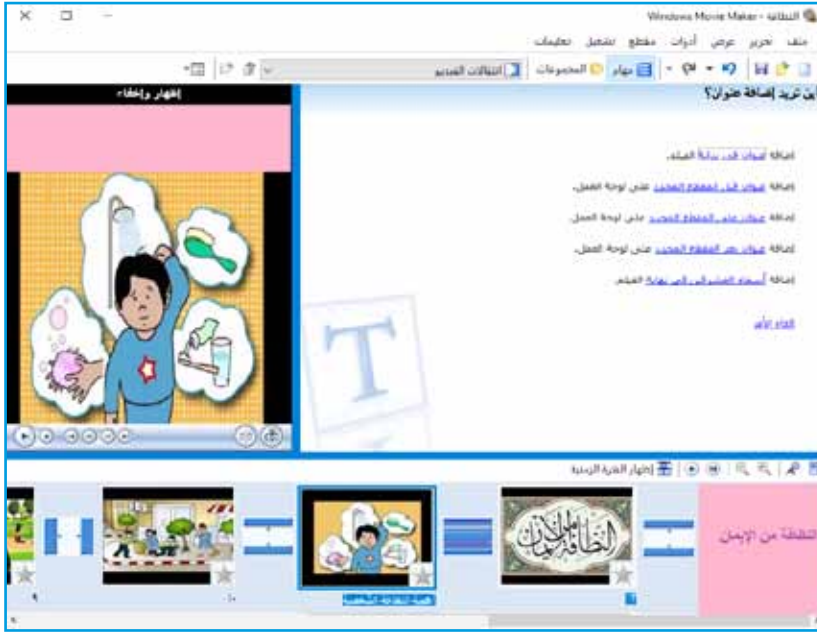 النظافة - Windows Movie Maker
ملف تحرير عرض أدوات مقطع تشغيل تعليمات
مهام المجموعات انتقالات الفيديو
أين تريد إضافة عنوان؟
إضافة عنوان في بداية الفيلم.
إضافة عنوان قبل المقطع المحدد على لوحة العمل.
إضافة عنوان على المقطع المحدد على لوحة العمل.
إضافة عنوان بعد المقطع المحدد على لوحة العمل.
إضافة أسماء المشتركين في نهاية الفيلم.
إلغاء الأمر
T
إظهار وإخفاء
إظهار الفترة الزمنية
النظافة من الإيمان
النظافة من الإيمان
٩